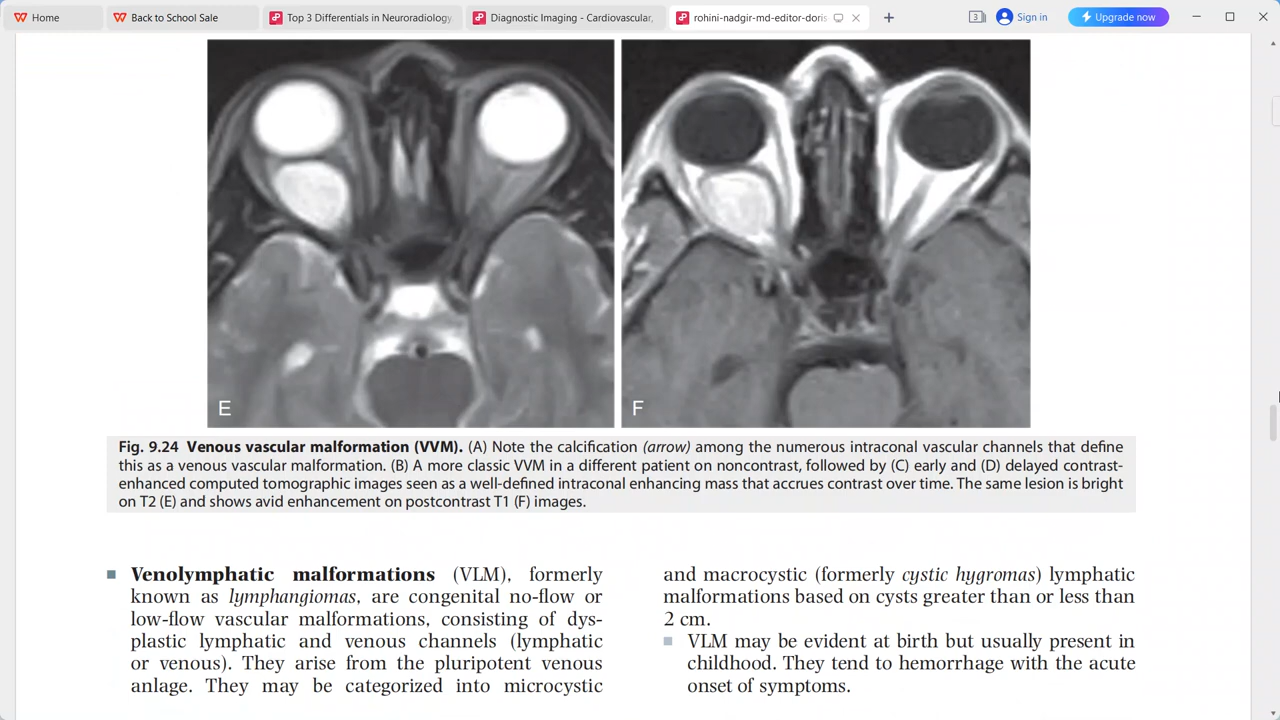 Home
Back to School Sale
Top 3 Differentials in Neuroradiology
Diagnostic Imaging - Cardiovascular,
rohini-nadgir-md-editor-doris
3
Sign in
Upgrade now
E
F
Fig. 9.24 Venous vascular malformation (VVM). (A) Note the calcification (arrow) among the numerous intraconal vascular channels that define
this as a venous vascular malformation. (B) A more classic VVM in a different patient on noncontrast, followed by (C) early and (D) delayed contrast-
enhanced computed tomographic images seen as a well-defined intraconal enhancing mass that accrues contrast over time. The same lesion is bright
on T2 (E) and shows avid enhancement on postcontrast T1 (F) images.
Venolymphatic malformations (VLM), formerly
known as lymphangiomas, are congenital no-flow or
low-flow vascular malformations, consisting of dys-
plastic lymphatic and venous channels (lymphatic
or venous). They arise from the pluripotent venous
anlage. They may be categorized into microcystic
and macrocystic (formerly cystic hygromas) lymphatic
malformations based on cysts greater than or less than
2 cm.
VLM may be evident at birth but usually present in
childhood. They tend to hemorrhage with the acute
onset of symptoms.